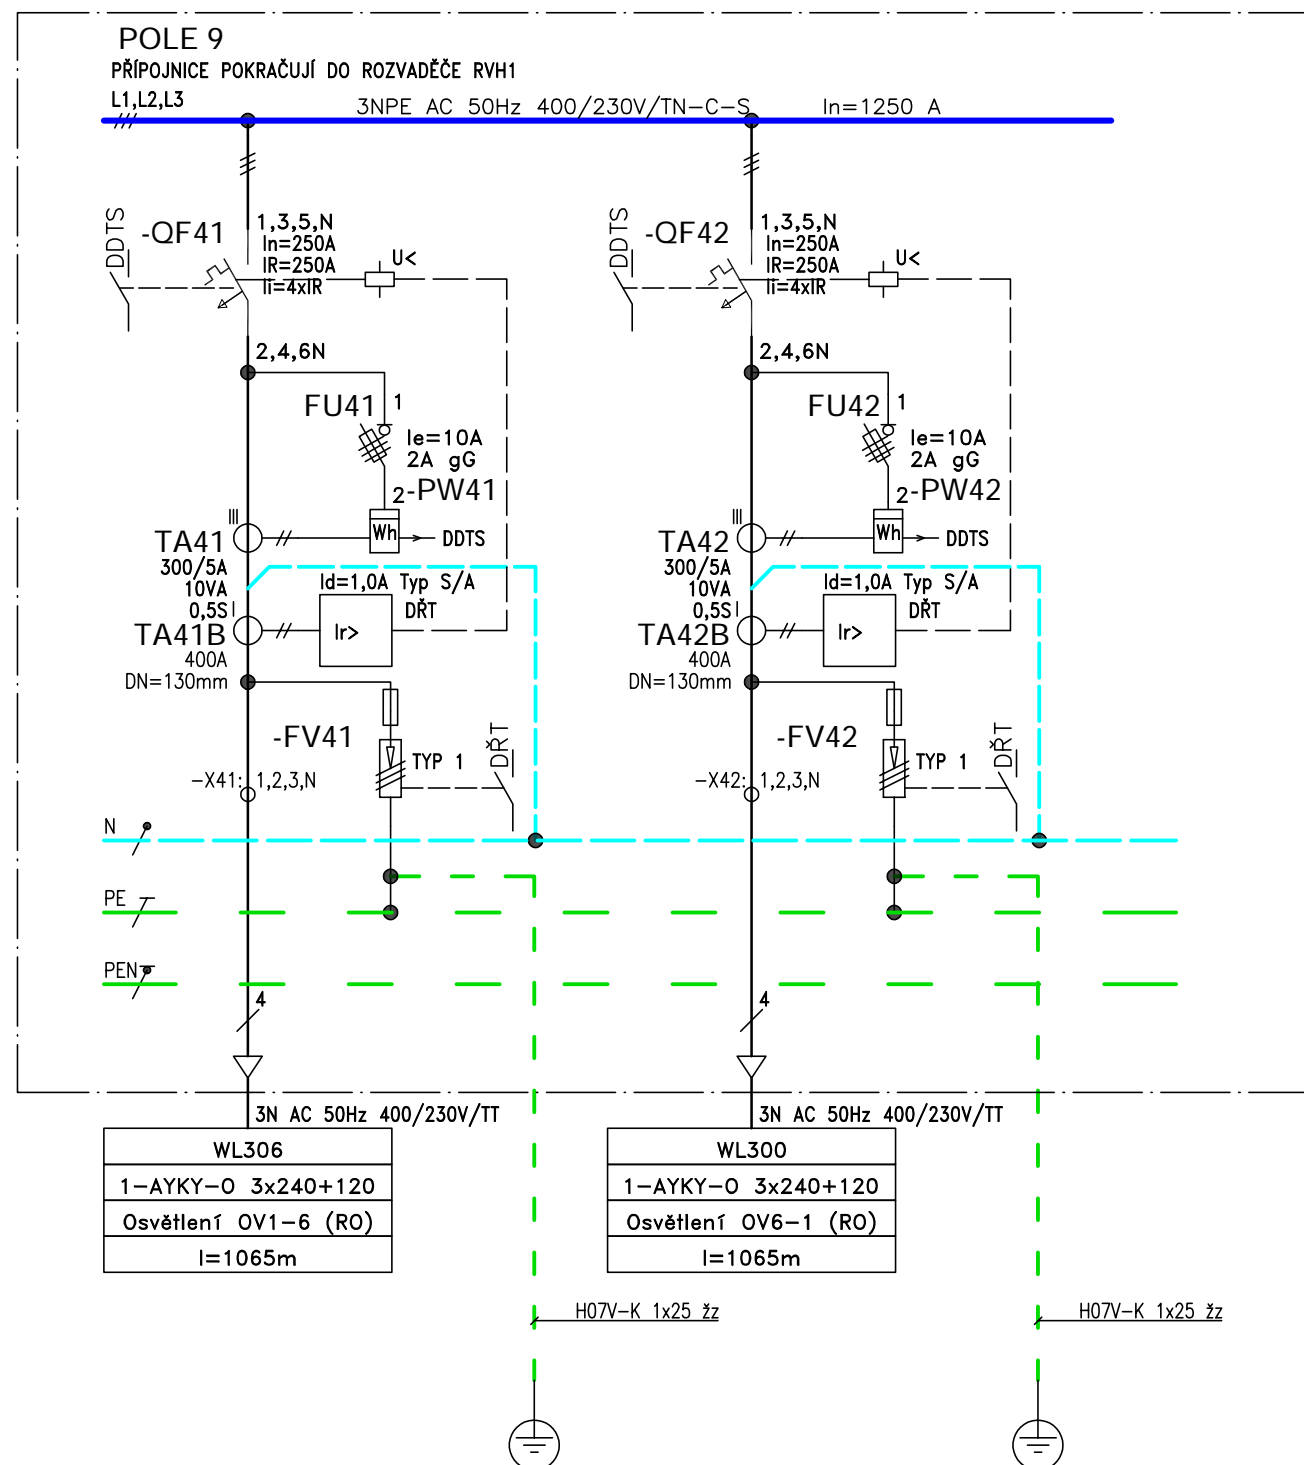 POLE 9
PŘÍPOJNICE POKRAČUJÍ DO ROZVADĚČE RVH1
L1,L2,L3
3NPE AC 50Hz 400/230V/TN-C-S
In=1250 A
DDTS
-QF41
1,3,5,N
In=250A
IR=250A
Ii=4xIR
U<
2,4,6N
FU41
1
Ie=10A
2A gG
2
-PW41
III
TA41
300/5A
10VA
0,5S
Wh
DDTS
Id=1,0A Typ S/A
DŘT
I
TA41B
400A
DN=130mm
Ir>
-FV41
TYP 1
DŘT
-X41:
1,2,3,N
DDTS
-QF42
1,3,5,N
In=250A
IR=250A
Ii=4xIR
U<
2,4,6N
FU42
1
Ie=10A
2A gG
2
-PW42
III
TA42
300/5A
10VA
0,5S
Wh
DDTS
Id=1,0A Typ S/A
DŘT
I
TA42B
400A
DN=130mm
Ir>
-FV42
TYP 1
DŘT
-X42:
1,2,3,N
N
PE
PEN
4
4
3N AC 50Hz 400/230V/TT
WL306
1-AYKY-O 3x240+120
Osvětlení OV1-6 (RO)
l=1065m
3N AC 50Hz 400/230V/TT
WL300
1-AYKY-O 3x240+120
Osvětlení OV6-1 (RO)
l=1065m
H07V-K 1x25 žz
H07V-K 1x25 žz